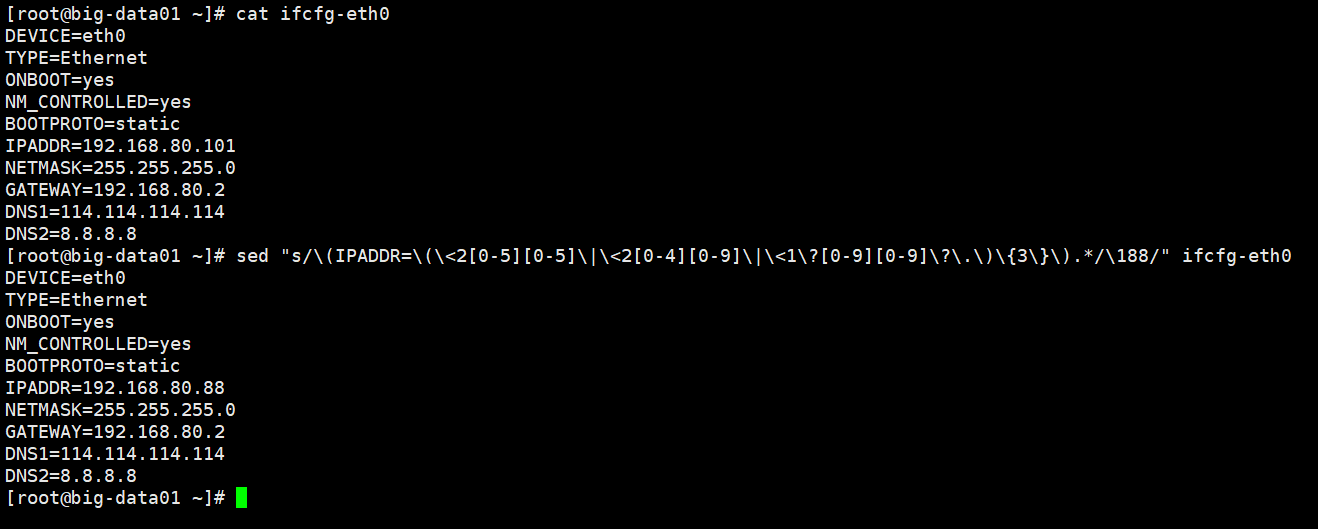 [root@big-data01 ~]# cat ifcfg-eth0
DEVICE=eth0
TYPE=Ethernet
ONBOOT=yes
NM_CONTROLLED=yes
BOOTPROTO=static
IPADDR=192.168.80.101
NETMASK=255.255.255.0
GATEWAY=192.168.80.2
DNS1=114.114.114.114
DNS2=8.8.8.8
[root@big-data01 ~]# sed "s/\(IPADDR=\(\<2[0-5][0-5]\|\<2[0-4][0-9]\|\<1\?[0-9][0-9]\?\.\)\{3\}\).*/\188/" ifcfg-eth0
DEVICE=eth0
TYPE=Ethernet
ONBOOT=yes
NM_CONTROLLED=yes
BOOTPROTO=static
IPADDR=192.168.80.88
NETMASK=255.255.255.0
GATEWAY=192.168.80.2
DNS1=114.114.114.114
DNS2=8.8.8.8
[root@big-data01 ~]#